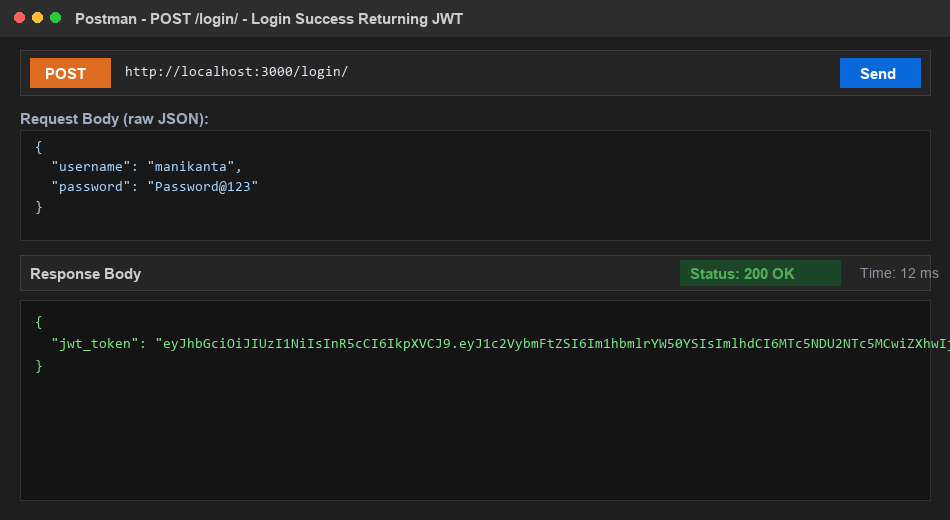 Postman - POST /login/ - Login Success Returning JWT
POST http://localhost:3000/login/ Send
Request Body (raw JSON):
{
"username": "manikanta",
"password": "Password@123"
}
Response Body Status: 200 OK Time: 12 ms
{
"jwt_token": "eyJhbGciOiJIUzI1NiIsInR5cCI6IkpXVCJ9.eyJ1c2VybmFtZSI6Im1hbmlrYW50YSIsImlhdCI6MTc5NDU2NTc5MCwiZXhwIj
}